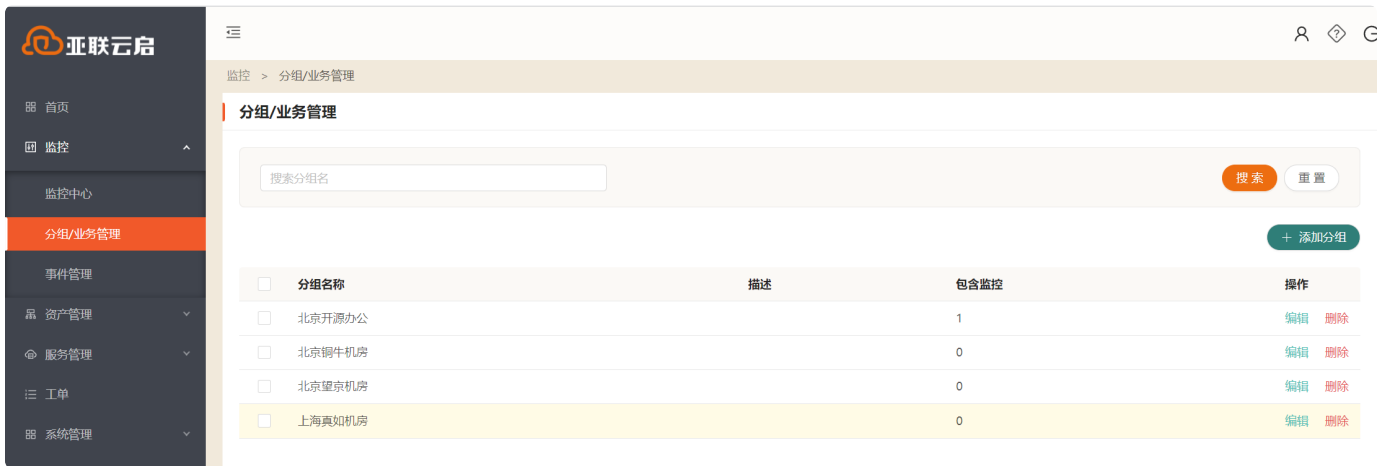 亚联云启
首页
监控
监控中心
分组/业务管理
事件管理
资产管理
服务管理
工单
系统管理
监控 > 分组/业务管理
分组/业务管理
搜索分组名
搜索 重置
+ 添加分组
分组名称 描述 包含监控 操作
北京开源办公 1 编辑 删除
北京铜牛机房 0 编辑 删除
北京望京机房 0 编辑 删除
上海真如机房 0 编辑 删除